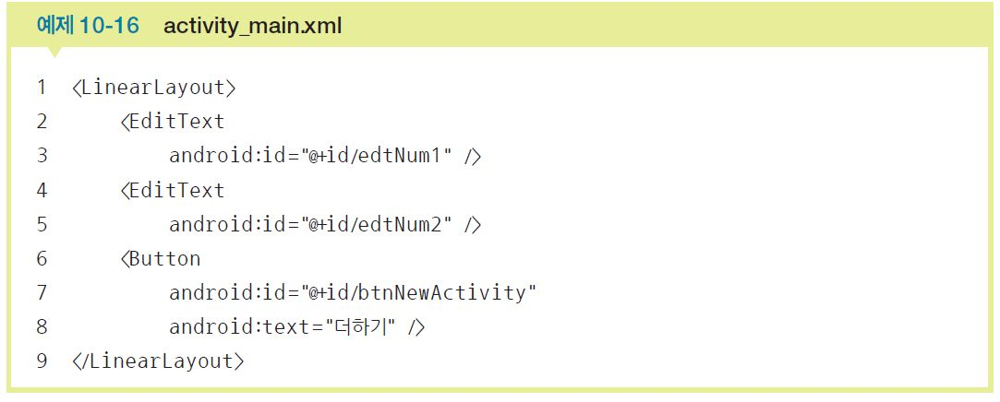 예제 10-16 activity_main.xml
1 <LinearLayout>
2 <EditText
3 android:id="@+id/edtNum1" />
4 <EditText
5 android:id="@+id/edtNum2" />
6 <Button
7 android:id="@+id/btnNewActivity"
8 android:text="더하기" />
9 </LinearLayout>